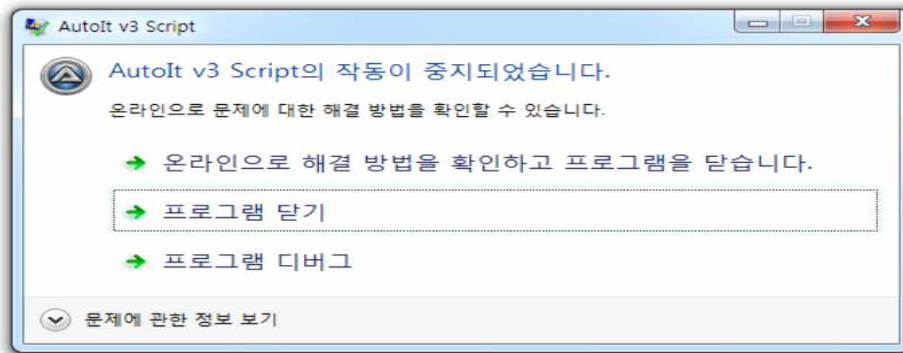 AutoIt v3 Script
AutoIt v3 Script의 작동이 중지되었습니다.
온라인으로 문제에 대한 해결 방법을 확인할 수 있습니다.
온라인으로 해결 방법을 확인하고 프로그램을 닫습니다.
프로그램 닫기
프로그램 디버그
문제에 관한 정보 보기